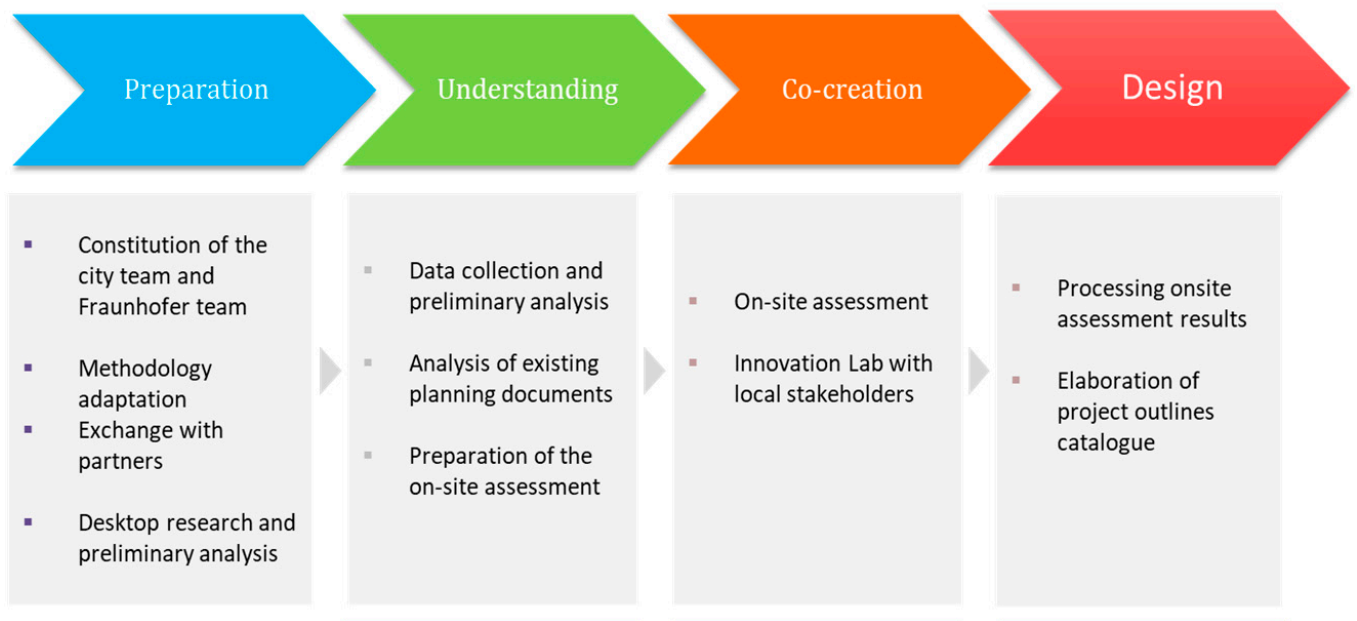 Preparation
Understanding
Co-creation
Design
Constitution of the
city team and
Fraunhofer team
Methodology
adaptation
Exchange with
partners
Desktop research and
preliminary analysis
Data collection and
preliminary analysis
Analysis of existing
planning documents
Preparation of the
on-site assessment
On-site assessment
Innovation Lab with
local stakeholders
Processing onsite
assessment results
Elaboration of
project outlines
catalogue